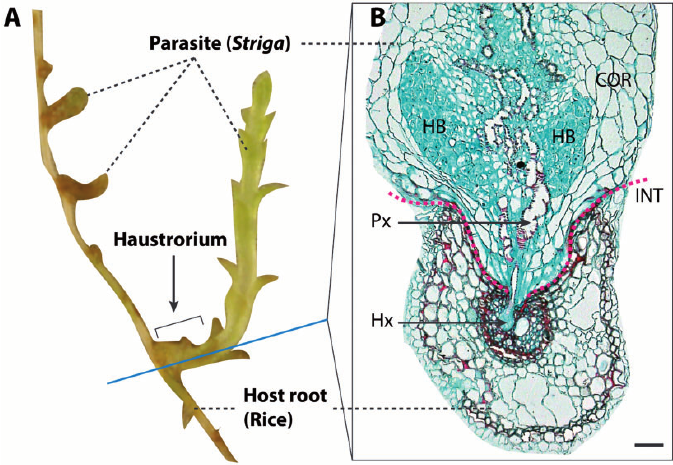 A
B
Parasite (Striga)
COR
HB
HB
INT
Px
Haustrorium
Hx
Host root
(Rice)